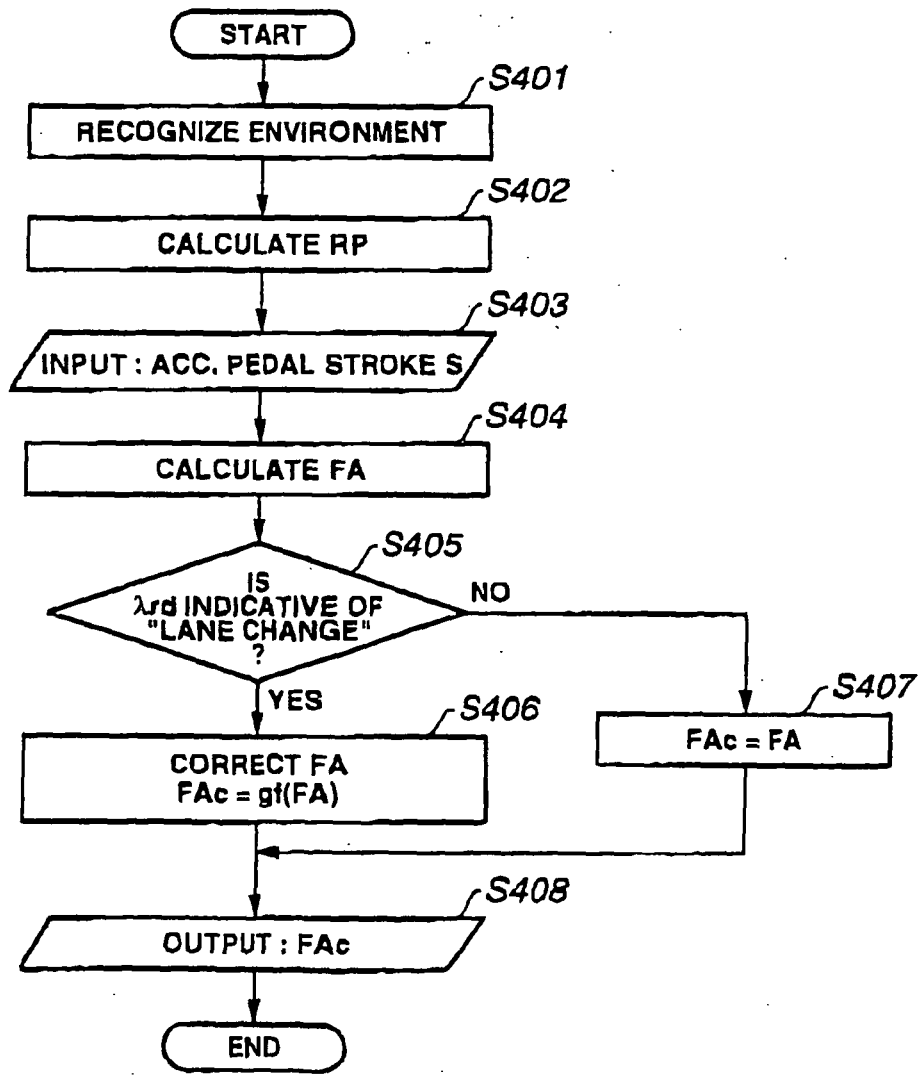 START
S401
RECOGNIZE ENVIRONMENT
S402
CALCULATE RP
S403
INPUT : ACC. PEDAL STROKE S
S404
CALCULATE FA
S405
IS
λrd INDICATIVE OF
"LANE CHANGE"
?
NO
YES
S406
CORRECT FA
FAc = gf(FA)
S407
FAc = FA
S408
OUTPUT : FAc
END